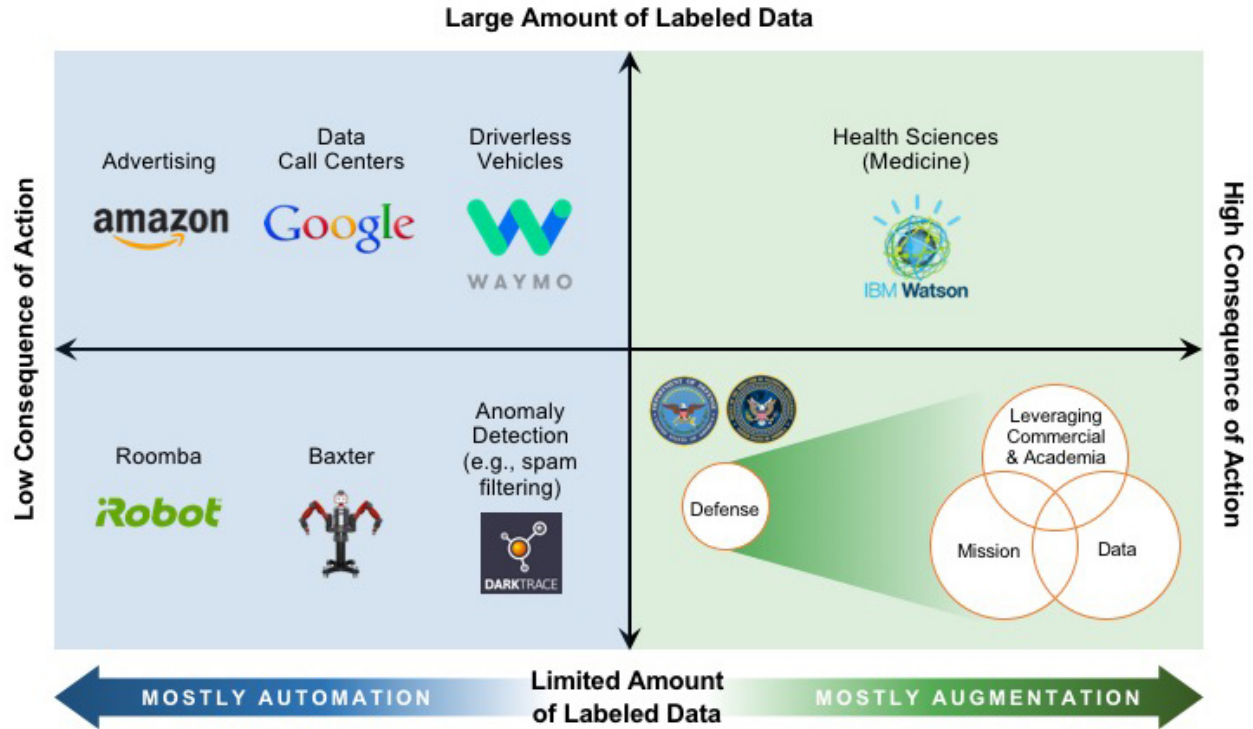 Large Amount of Labeled Data
Low Consequence of Action
High Consequence of Action
Advertising
amazon
Data
Call Centers
Google
Driverless
Vehicles
WAYMO
Health Sciences
(Medicine)
IBM Watson
Roomba
iRobot
Baxter
Anomaly
Detection
(e.g., spam
filtering)
DARKTRACE
Defense
Leveraging
Commercial
& Academia
Mission
Data
MOSTLY AUTOMATION
Limited Amount
of Labeled Data
MOSTLY AUGMENTATION